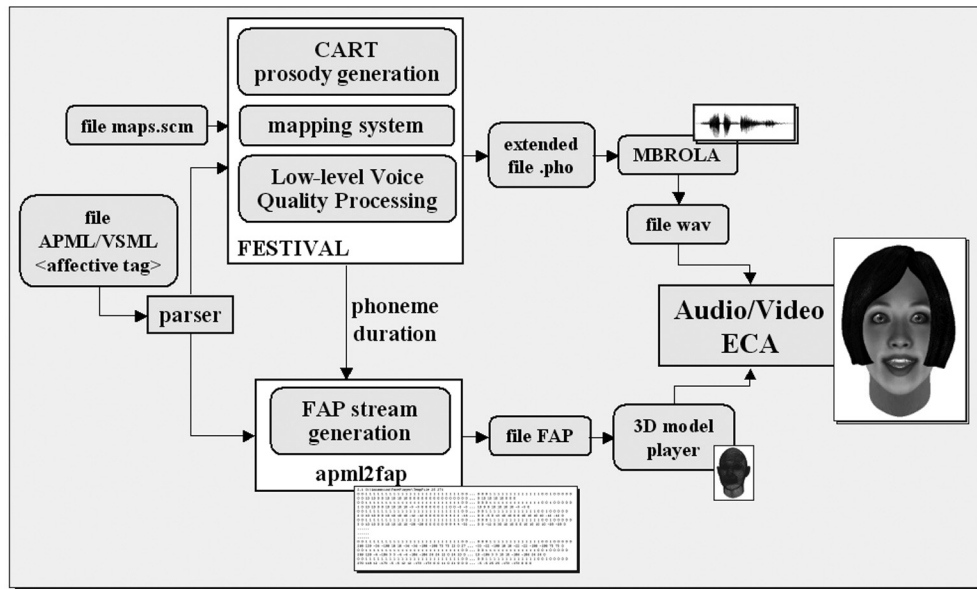 CART
prosody generation
file maps.scm
mapping system
Low-level Voice
Quality Processing
FESTIVAL
extended
file .pho
MBROLA
file wav
file
APML/VSML
<affective tag>
parser
phoneme
duration
Audio/Video
ECA
FAP stream
generation
apml2fap
file FAP
3D model
player